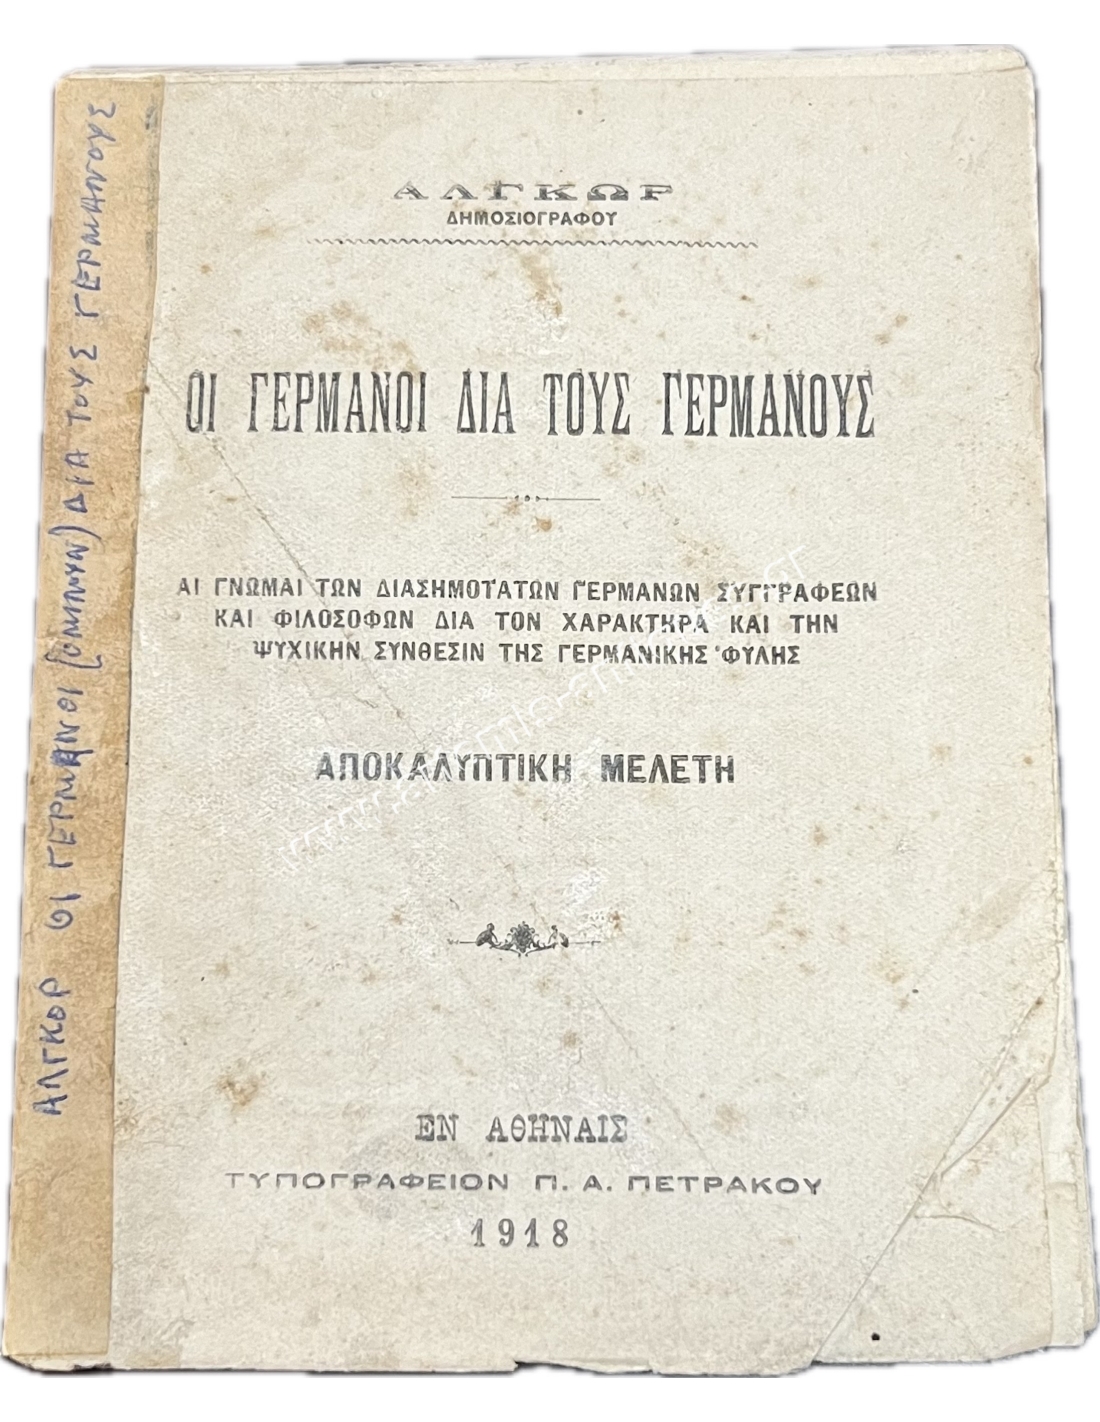 ΑΛΓΚΩΡ
ΔΗΜΟΣΙΟΓΡΑΦΟΥ
ΟΙ ΓΕΡΜΑΝΟΙ ΔΙΑ ΤΟΥΣ ΓΕΡΜΑΝΟΥΣ
ΑΙ ΓΝΩΜΑΙ ΤΩΝ ΔΙΑΣΗΜΟΤΑΤΩΝ ΓΕΡΜΑΝΩΝ ΣΥΓΓΡΑΦΕΩΝ
ΚΑΙ ΦΙΛΟΣΟΦΩΝ ΔΙΑ ΤΟΝ ΧΑΡΑΚΤΗΡΑ ΚΑΙ ΤΗΝ
ΨΥΧΙΚΗΝ ΣΥΝΘΕΣΙΝ ΤΗΣ ΓΕΡΜΑΝΙΚΗΣ ΦΥΛΗΣ
ΑΠΟΚΑΛΥΠΤΙΚΗ ΜΕΛΕΤΗ
ΕΝ ΑΘΗΝΑΙΣ
ΤΥΠΟΓΡΑΦΕΙΟΝ Π. Α. ΠΕΤΡΑΚΟΥ
1918
ΑΛΓΚΟΡ ΟΙ ΓΕΡΜΑΝΟΙ ΔΙΑ ΤΟΥΣ ΓΕΡΜΑΝΟΥΣ